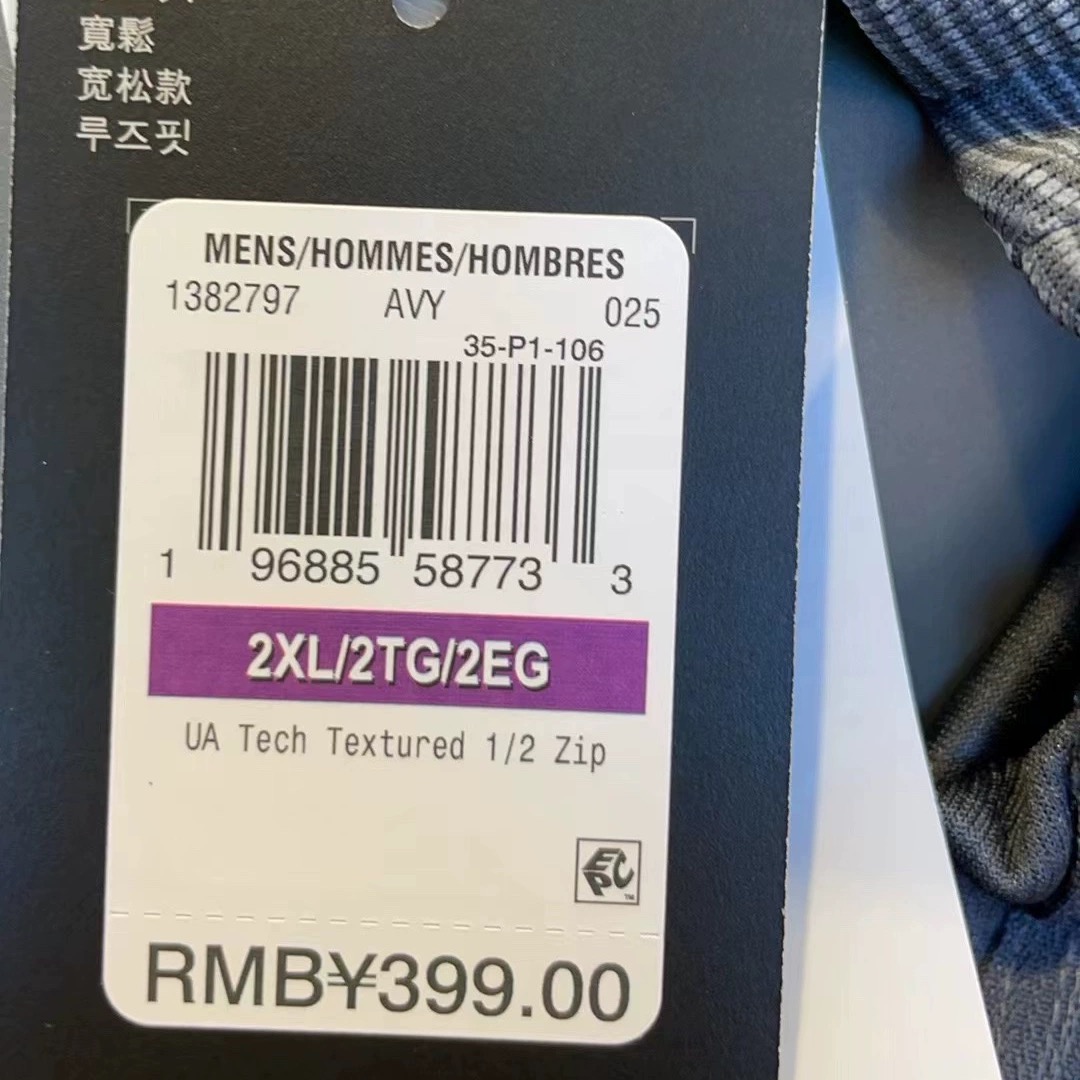 寬鬆
宽松款
루즈핏
MENS/HOMMES/HOMBRES
1382797 AVY 025
35-P1-106
1 96885 58773 3
2XL/2TG/2EG
UA Tech Textured 1/2 Zip
EPC™
RMB¥399.00